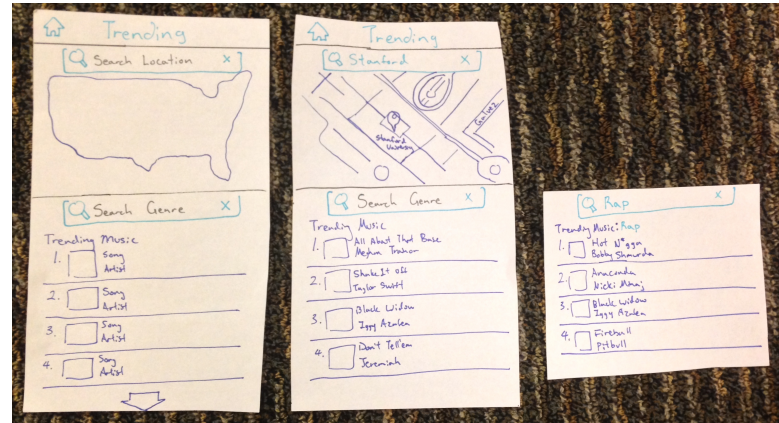 Trending
Search Location X
Search Genre X
Trending Music
1. Song
Artist
2. Song
Artist
3. Song
Artist
4. Song
Artist
Trending
Stanford X
Galvez
Stanford
University
Search Genre X
Trending Music
1. All About That Base
Meghan Trainor
2. Shake It Off
Taylor Swift
3. Black Widow
Iggy Azalea
4. Don't Tell'em
Jeremiah
Rap X
Trending Music: Rap
1. Hot N*gga
Bobby Shmurda
2. Anaconda
Nicki Minaj
3. Black Widow
Iggy Azalea
4. Fireball
Pitbull